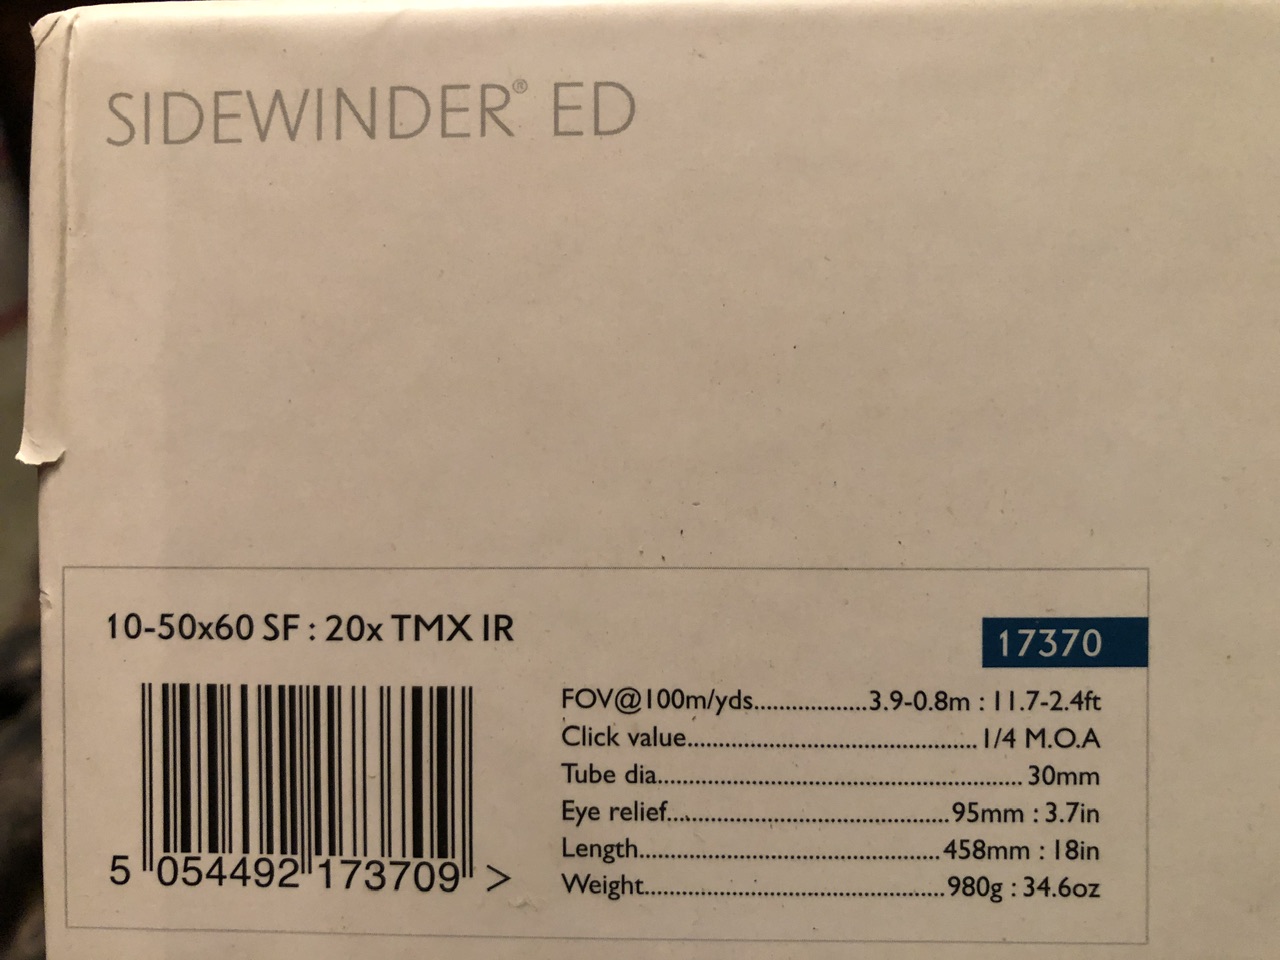 SIDEWINDER® ED
10-50x60 SF : 20x TMX IR
17370
FOV@100m/yds..................3.9-0.8m : 11.7-2.4ft
Click value.............................................. 1/4 M.O.A
Tube dia.......................................................... 30mm
Eye relief.............................................95mm : 3.7in
Length................................................458mm : 18in
Weight................................................980g : 34.6oz
5 054492 173709 >